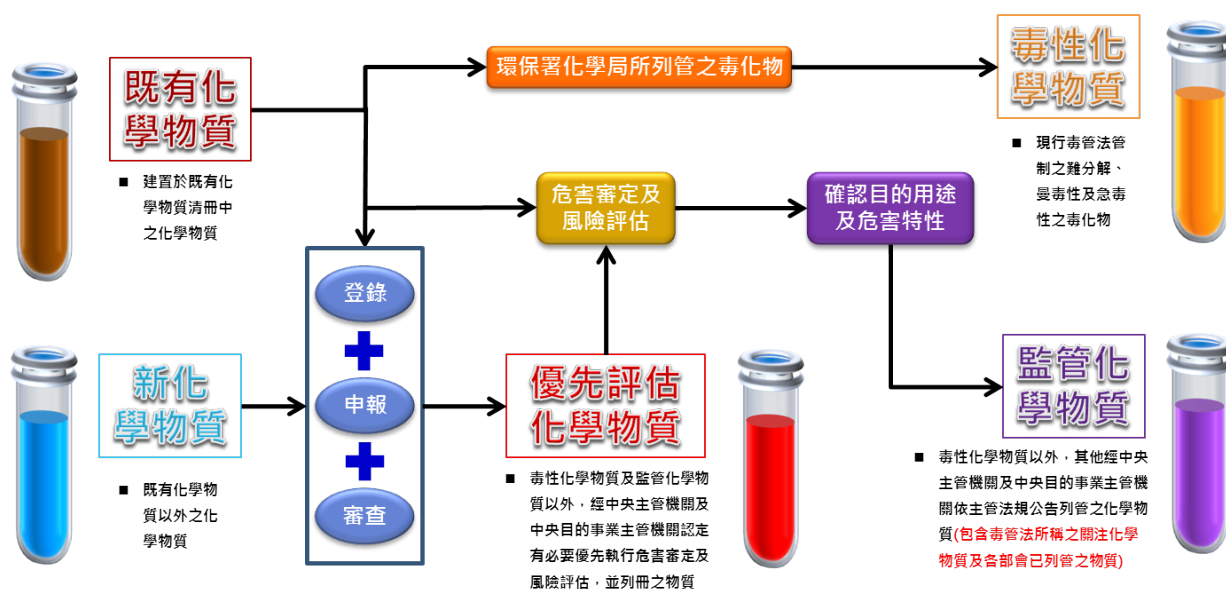 既有化
學物質
■ 建置於既有化
學物質清冊中
之化學物質
環保署化學局所列管之毒化物
毒性化
學物質
■ 現行毒管法管
制之難分解、
曼毒性及急毒
性之毒化物
危害審定及
風險評估
確認目的用途
及危害特性
登錄
申報
審查
新化
學物質
■ 既有化學物
質以外之化
學物質
優先評估
化學物質
■ 毒性化學物質及監管化學物
質以外，經中央主管機關及
中央目的事業主管機關認定
有必要優先執行危害審定及
風險評估，並列冊之物質
監管化
學物質
■ 毒性化學物質以外，其他經中央
主管機關及中央目的事業主管機
關依主管法規公告列管之化學物
質(包含毒管法所稱之關注化學
物質及各部會已列管之物質)